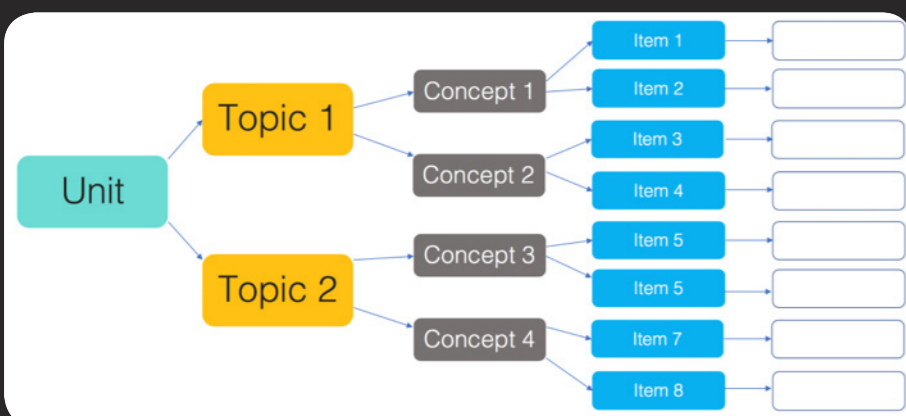 Unit
Topic 1
Concept 1
Item 1
Item 2
Concept 2
Item 3
Item 4
Topic 2
Concept 3
Item 5
Item 5
Concept 4
Item 7
Item 8